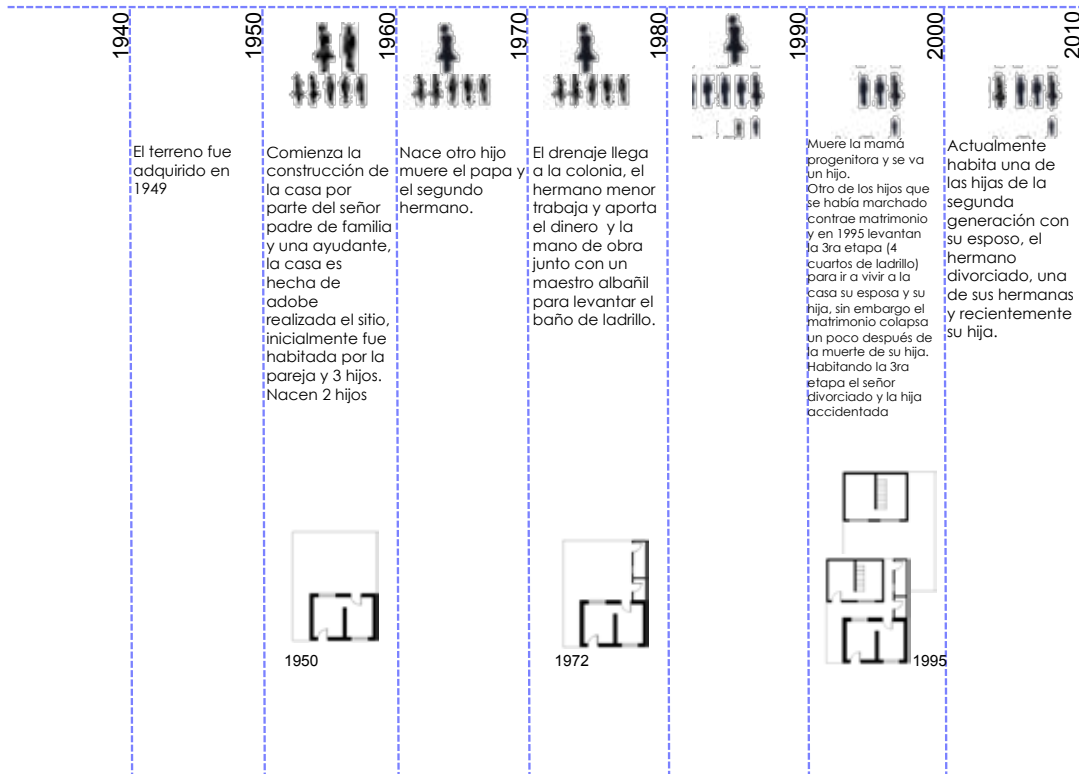 1940
1950
1960
1970
1980
1990
2000
2010
El terreno fue
adquirido en
1949
Comienza la
construcción de
la casa por
parte del señor
padre de familia
y una ayudante,
la casa es
hecha de
adobe
realizada el sitio,
inicialmente fue
habitada por la
pareja y 3 hijos.
Nacen 2 hijos
Nace otro hijo
muere el papa y
el segundo
hermano.
El drenaje llega
a la colonia, el
hermano menor
trabaja y aporta
el dinero y la
mano de obra
junto con un
maestro albañil
para levantar el
baño de ladrillo.
Muere la mamá
progenitora y se va
un hijo.
Otro de los hijos que
se había marchado
contrae matrimonio
y en 1995 levantan
la 3ra etapa (4
cuartos de ladrillo)
para ir a vivir a la
casa su esposa y su
hija, sin embargo el
matrimonio colapsa
un poco después de
la muerte de su hija.
Habitando la 3ra
etapa el señor
divorciado y la hija
accidentada
Actualmente
habita una de
las hijas de la
segunda
generación con
su esposo, el
hermano
divorciado, una
de sus hermanas
y recientemente
su hija.
1950
1972
1995